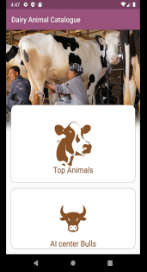 4:47
Dairy Animal Catalogue
Top Animals
AI center Bulls